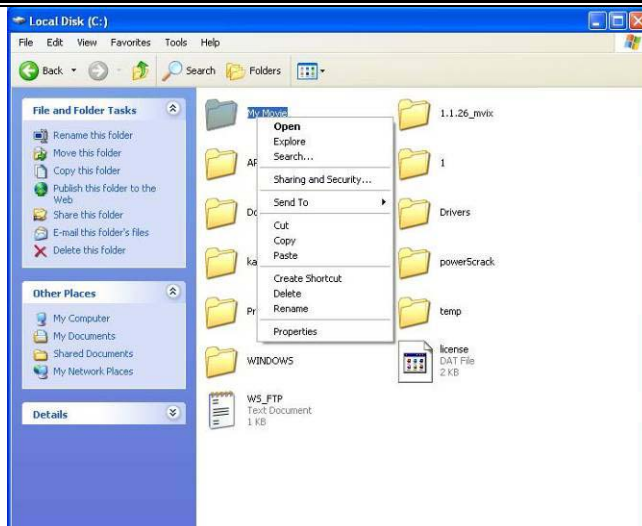 Local Disk (C:)
File Edit View Favorites Tools Help
Back Search Folders
File and Folder Tasks
Rename this folder
Move this folder
Copy this folder
Publish this folder to the
Web
Share this folder
E-mail this folder's files
Delete this folder
Other Places
My Computer
My Documents
Shared Documents
My Network Places
Details
My Movie
Open
Explore
Search...
Sharing and Security...
Send To
Cut
Copy
Paste
Create Shortcut
Delete
Rename
Properties
WINDOWS
WS_FTP
Text Document
1 KB
1.1.26_mvix
1
Drivers
power5crack
temp
license
DAT File
2 KB